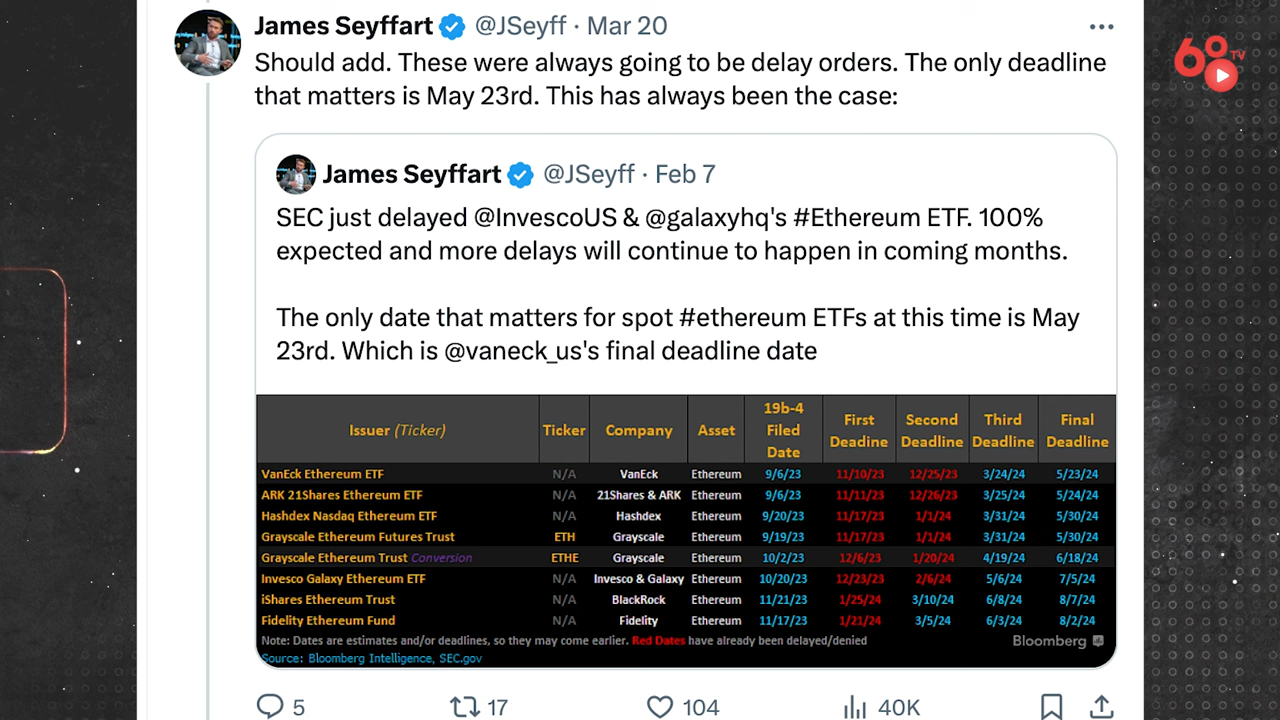 James Seyffart @JSeyff · Mar 20
Should add. These were always going to be delay orders. The only deadline
that matters is May 23rd. This has always been the case:
James Seyffart @JSeyff · Feb 7
SEC just delayed @InvescoUS & @galaxyhq's #Ethereum ETF. 100%
expected and more delays will continue to happen in coming months.
The only date that matters for spot #ethereum ETFs at this time is May
23rd. Which is @vaneck_us's final deadline date
Issuer (Ticker) Ticker Company Asset 19b-4 Filed Date First Deadine Second Deadline Third Deadline Final Deadline
VanEck Ethereum ETF N/A VanEck Ethereum 9/6/23 11/10/23 12/25/23 3/24/24 5/23/24
ARK 21Shares Ethereum ETF N/A 21Shares & ARK Ethereum 9/6/23 11/11/23 12/26/23 3/25/24 5/24/24
Hashdex Nasdaq Ethereum ETF N/A Hashdex Ethereum 9/20/23 11/17/23 1/1/24 3/31/24 5/30/24
Grayscale Ethereum Futures Trust ETH Grayscale Ethereum 9/19/23 11/17/23 1/1/24 3/31/24 5/30/24
Grayscale Ethereum Trust Conversion ETHE Grayscale Ethereum 10/2/23 12/6/23 1/20/24 4/19/24 6/18/24
Invesco Galaxy Ethereum ETF N/A Invesco & Galaxy Ethereum 10/20/23 12/23/23 2/6/24 5/6/24 7/5/24
iShares Ethereum Trust N/A BlackRock Ethereum 11/21/23 1/25/24 3/10/24 6/8/24 8/7/24
Fidelity Ethereum Fund N/A Fidelity Ethereum 11/17/23 1/21/24 3/5/24 6/3/24 8/2/24
Note: Dates are estimates and/or deadlines, so they may come earlier. Red Dates have already been delayed/denied
Bloomberg
Source: Bloomberg Intelligence, SEC.gov
5 17 104 40K
60 TV